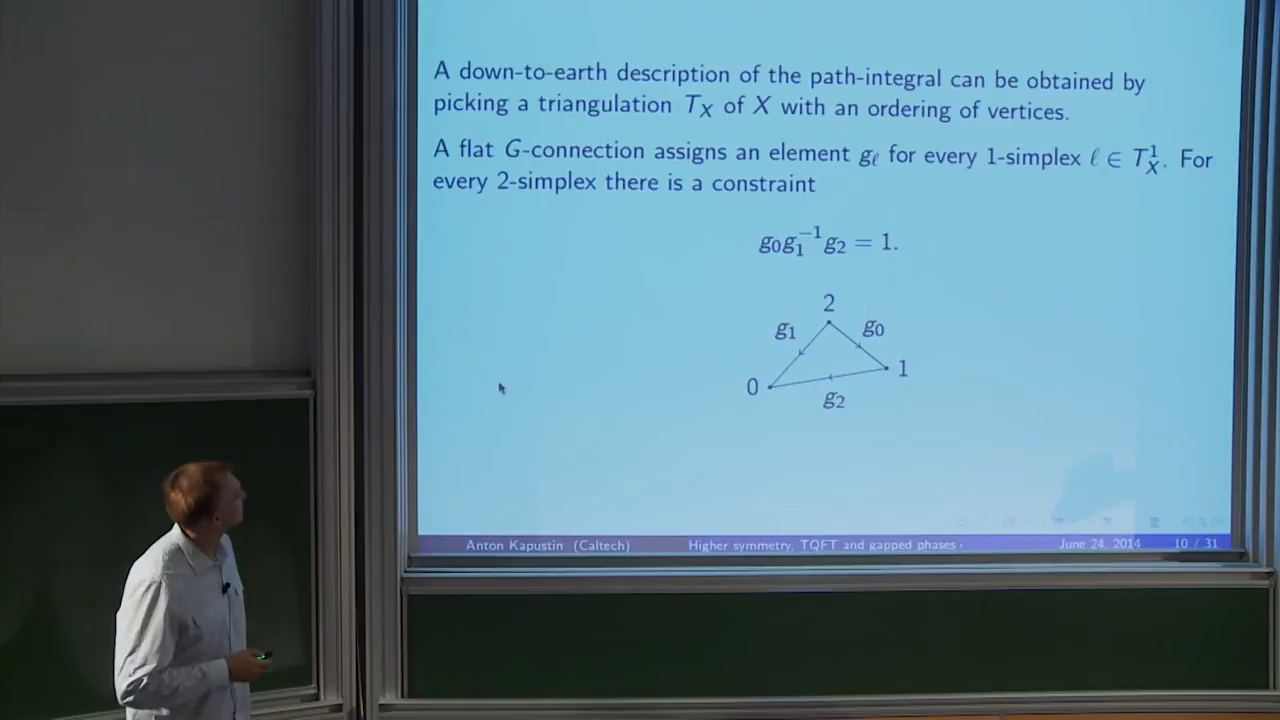 A down-to-earth description of the path-integral can be obtained by
picking a triangulation T_X of X with an ordering of vertices.
A flat G-connection assigns an element g_ℓ for every 1-simplex ℓ ∈ T_X^1. For
every 2-simplex there is a constraint
g_0 g_1^{-1} g_2 = 1.
2
g_1 g_0
0 1
g_2
Anton Kapustin (Caltech) Higher symmetry, TQFT and gapped phases June 24, 2014 10 / 31